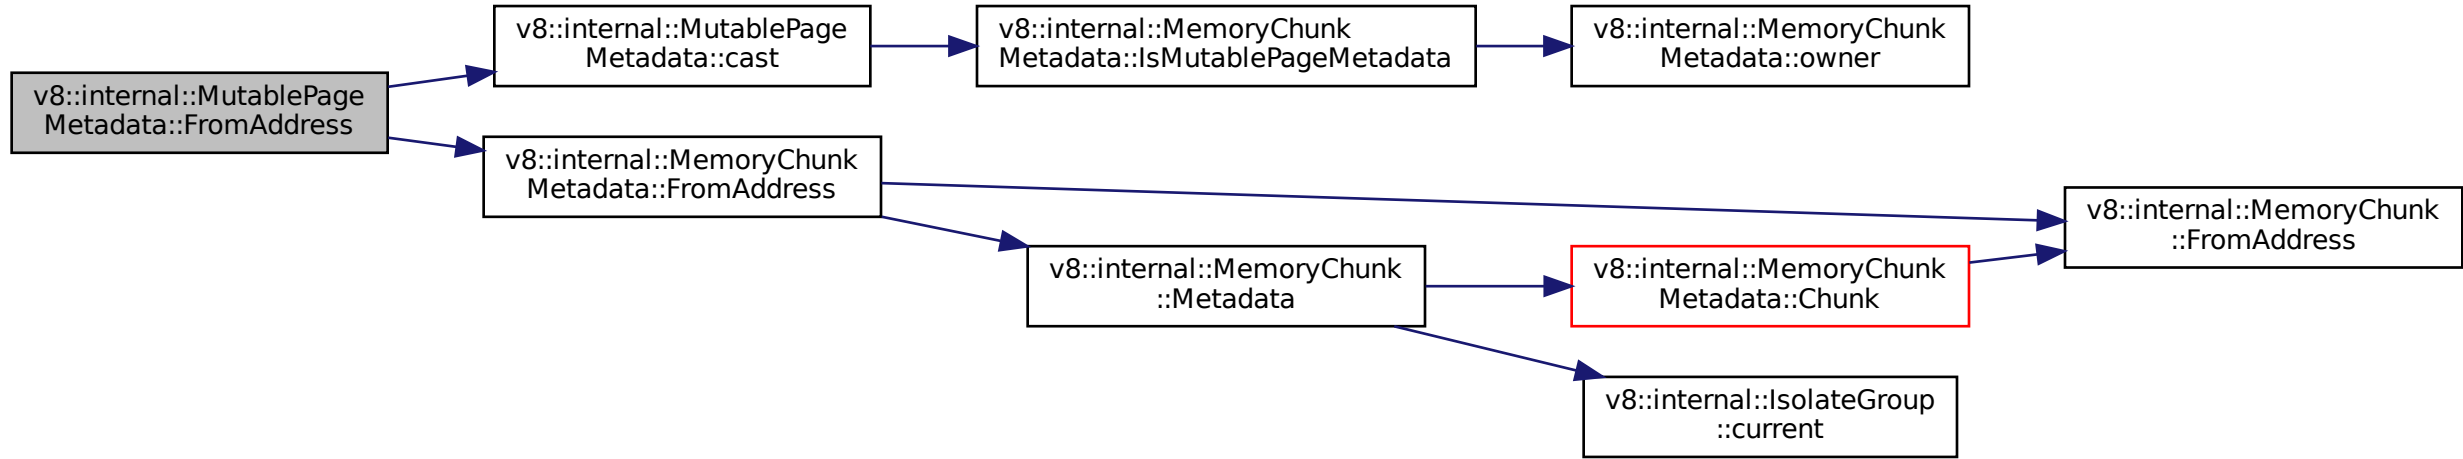 v8::internal::MutablePage
Metadata::FromAddress
v8::internal::MutablePage
Metadata::cast
v8::internal::MemoryChunk
Metadata::IsMutablePageMetadata
v8::internal::MemoryChunk
Metadata::owner
v8::internal::MemoryChunk
Metadata::FromAddress
v8::internal::MemoryChunk
::Metadata
v8::internal::MemoryChunk
Metadata::Chunk
v8::internal::MemoryChunk
::FromAddress
v8::internal::IsolateGroup
::current